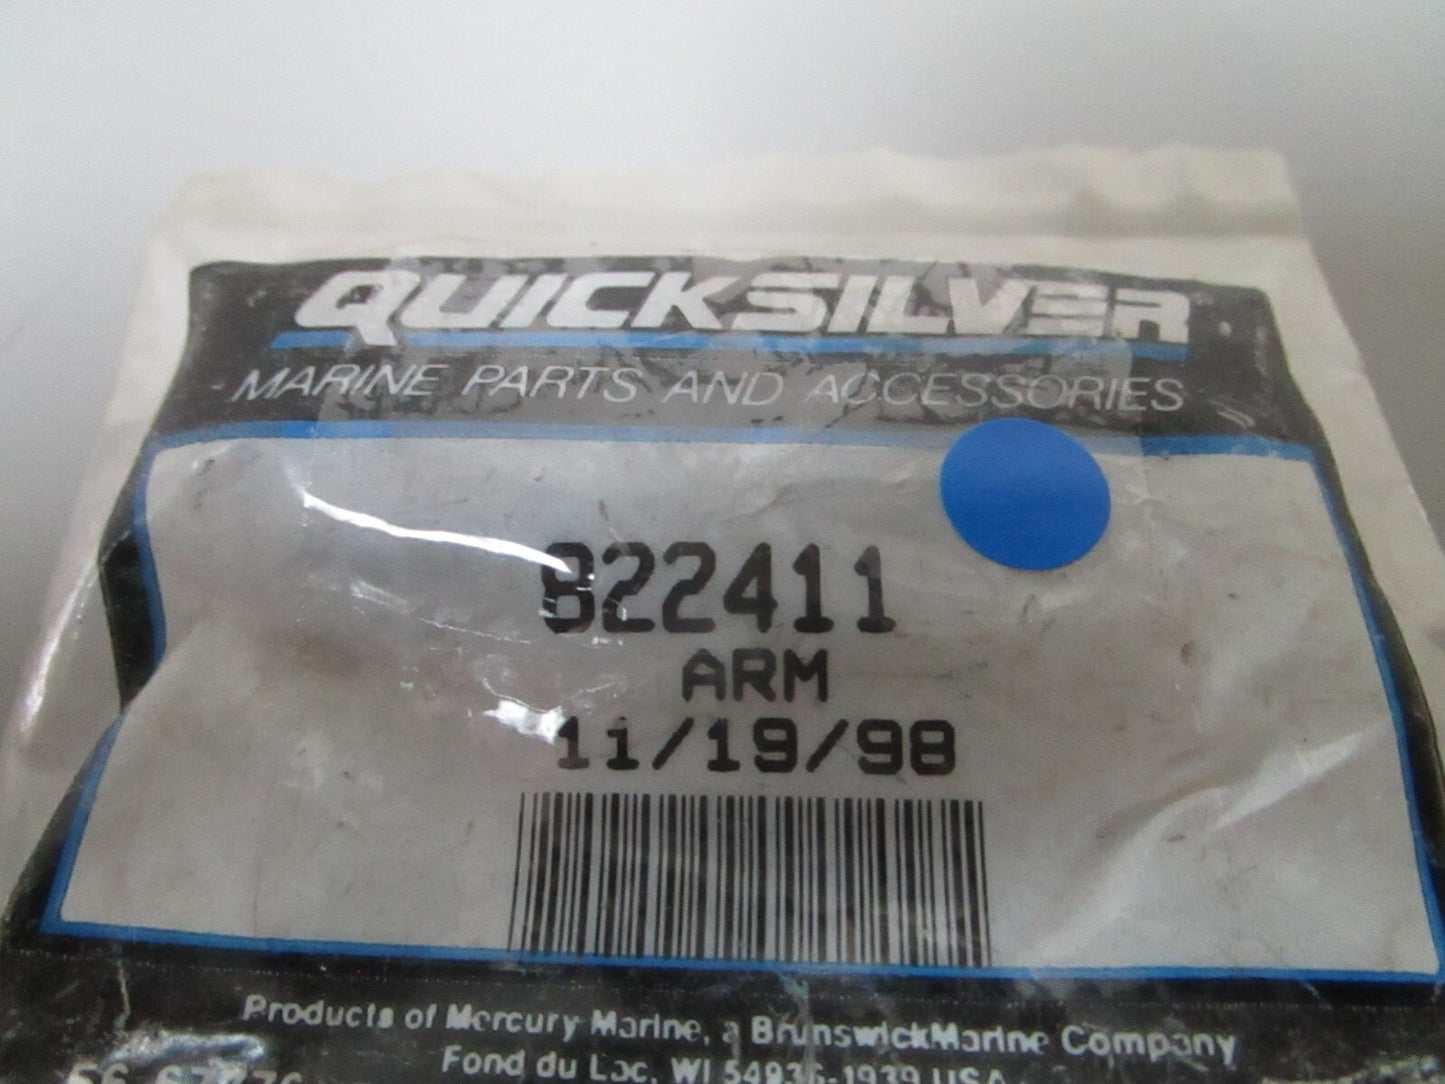 QUICKSILVER
MARINE PARTS AND ACCESSORIES
822411
ARM
11/19/98
Products of Mercury Marine, a Brunswick Marine Company
Fond du Lac, WI 54936-1939 USA